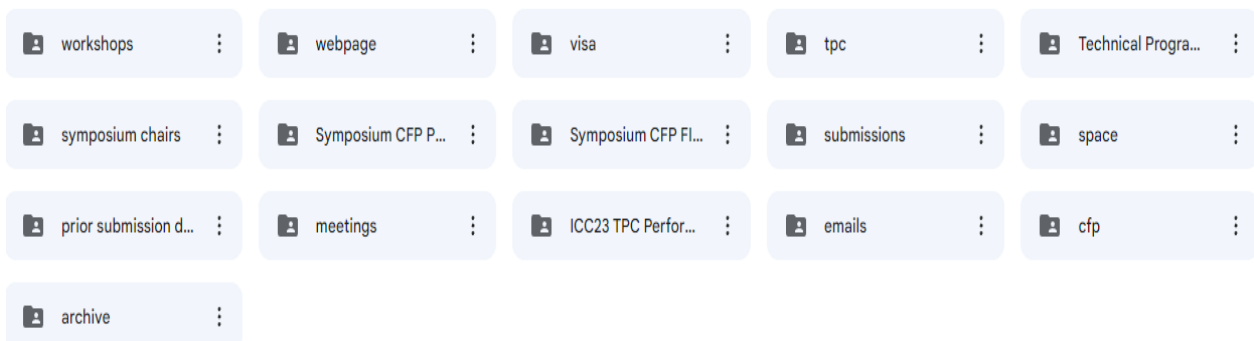 workshops
webpage
visa
tpc
Technical Progra...
symposium chairs
Symposium CFP P...
Symposium CFP FI...
submissions
space
prior submission d...
meetings
ICC23 TPC Perfor...
emails
cfp
archive